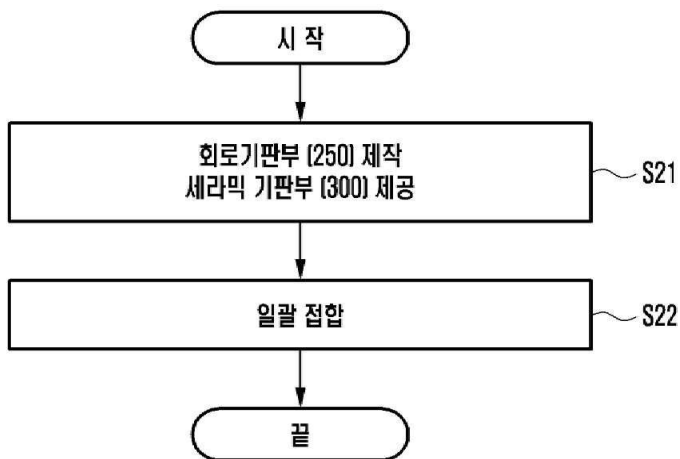 시 작
회로기판부 (250) 제작
세라믹 기판부 (300) 제공
S21
일괄 접합
S22
끝